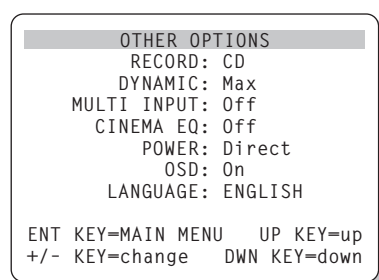 OTHER OPTIONS
RECORD: CD
DYNAMIC: Max
MULTI INPUT: Off
CINEMA EQ: Off
POWER: Direct
OSD: On
LANGUAGE: ENGLISH
ENT KEY=MAIN MENU UP KEY=up
+/- KEY=change DWN KEY=down